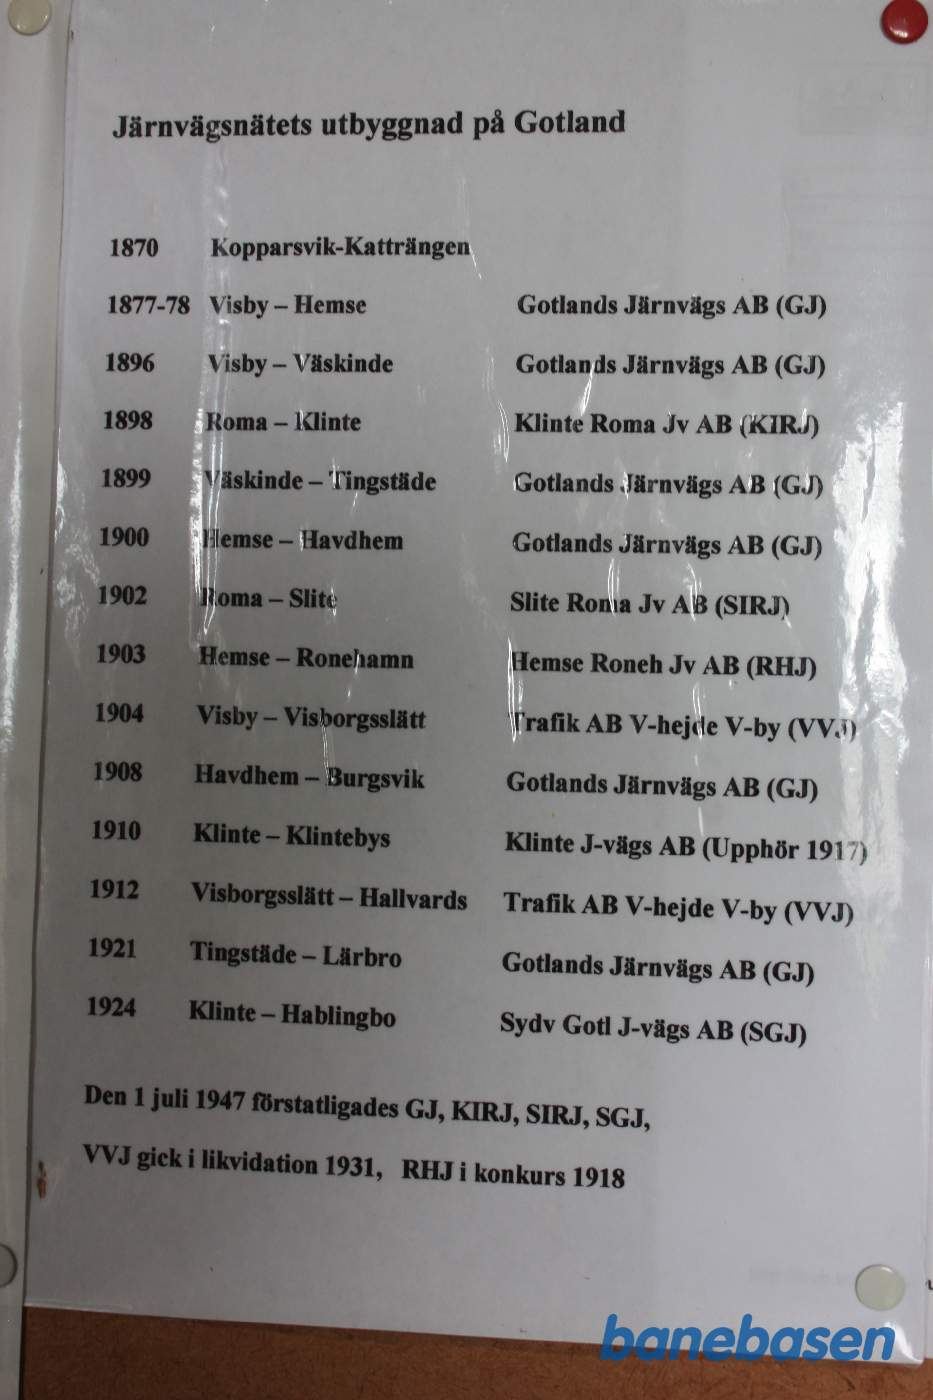 Järnvägsnätets utbyggnad på Gotland
1870 Kopparsvik-Katträngen
1877-78 Visby – Hemse Gotlands Järnvägs AB (GJ)
1896 Visby – Väskinde Gotlands Järnvägs AB (GJ)
1898 Roma – Klinte Klinte Roma Jv AB (KIRJ)
1899 Väskinde – Tingstäde Gotlands Järnvägs AB (GJ)
1900 Hemse – Havdhem Gotlands Järnvägs AB (GJ)
1902 Roma – Slite Slite Roma Jv AB (SIRJ)
1903 Hemse – Ronehamn Hemse Roneh Jv AB (RHJ)
1904 Visby – Visborgsslätt Trafik AB V-hejde V-by (VVJ)
1908 Havdhem – Burgsvik Gotlands Järnvägs AB (GJ)
1910 Klinte – Klintebys Klinte J-vägs AB (Upphör 1917)
1912 Visborgsslätt – Hallvards Trafik AB V-hejde V-by (VVJ)
1921 Tingstäde – Lärbro Gotlands Järnvägs AB (GJ)
1924 Klinte – Hablingbo Sydv Gotl J-vägs AB (SGJ)
Den 1 juli 1947 förstatligades GJ, KIRJ, SIRJ, SGJ,
VVJ gick i likvidation 1931, RHJ i konkurs 1918
banebasen